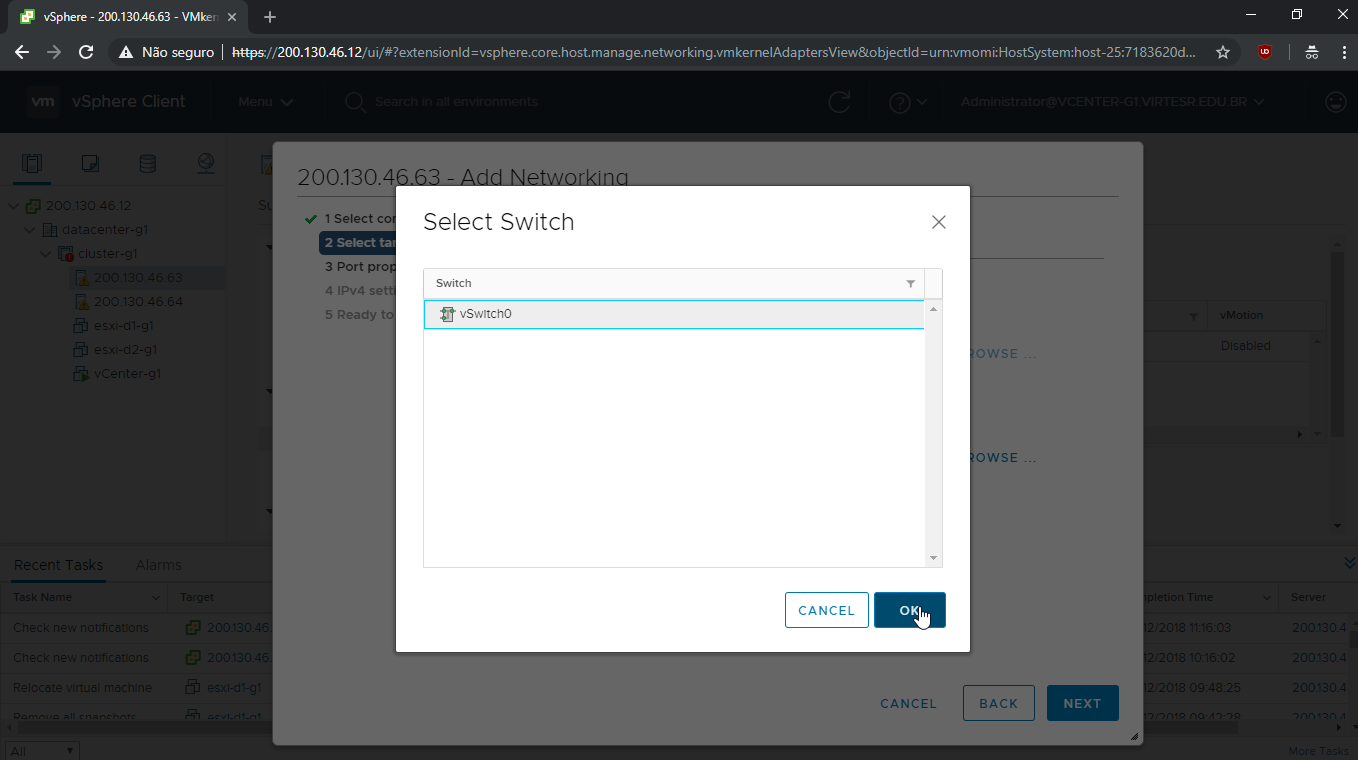 vSphere - 200.130.46.63 - VMker
Não seguro https://200.130.46.12/ui/#?extensionId=vsphere.core.host.manage.networking.vmkernelAdaptersView&objectId=urn:vmomi:HostSystem:host-25:7183620d...
vm vSphere Client Menu Search in all environments Administrator@VCENTER-G1.VIRTESR.EDU.BR
200.130.46.63 - Add Networking
200.130.46.12
datacenter-g1
cluster-g1
200.130.46.63
200.130.46.64
esxi-d1-g1
esxi-d2-g1
vCenter-g1
1 Select
2 Select
3 Port
4 IPv4
5 Ready to
Select Switch
Switch
vSwitch0
CANCEL OK
vMotion
Disabled
CANCEL BACK NEXT
Recent Tasks Alarms
Task Name Target Time Server
Check new notifications 200.130.46. 12/2018 11:16:03 200.130.4
Check new notifications 200.130.46. 12/2018 10:16:02 200.130.4
Relocate virtual machine esxi-d1-g1 12/2018 09:48:25 200.130.4
Remove all snapshots esxi-d1-g1 12/2018 09:42:28 200.130.4
All More Tasks